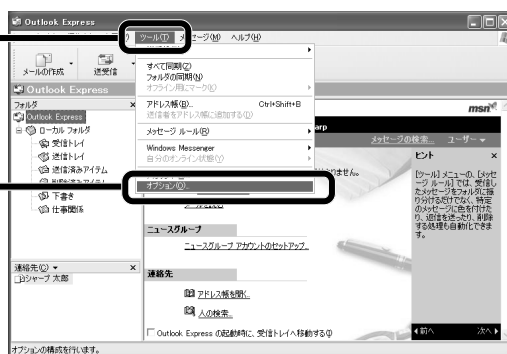 Outlook Express
ツール(T)
メッセージ(M) ヘルプ(H)
メールの作成 送受信
Outlook Express
フォルダ ×
Outlook Express
ローカル フォルダ
受信トレイ
送信トレイ
送信済みアイテム
下書き
仕事関係
連絡先(C) ×
シャープ 太郎
すべて同期(Z)
フォルダの同期(N)
オフライン用にマーク(K)
アドレス帳(B)... Ctrl+Shift+B
送信者をアドレス帳に追加する(D)
メッセージ ルール(R)
Windows Messenger
自分のオンライン状態(Y)
オプション(O)...
msn
arp
メッセージの検索... ユーザー
りません。
ニュースグループ
ニュースグループ アカウントのセットアップ...
連絡先
アドレス帳を開く...
人の検索...
Outlook Express の起動時に、受信トレイへ移動する(I)
ヒント ×
[ツール] メニューの、[メッセ
ージ ルール] では、受信し
たメッセージをフォルダに振
り分けるだけでなく、特定
のメッセージに色を付けた
り、返信を送ったり、削除
する処理も自動化できま
す。
前へ 次へ
オプションの構成を行います。